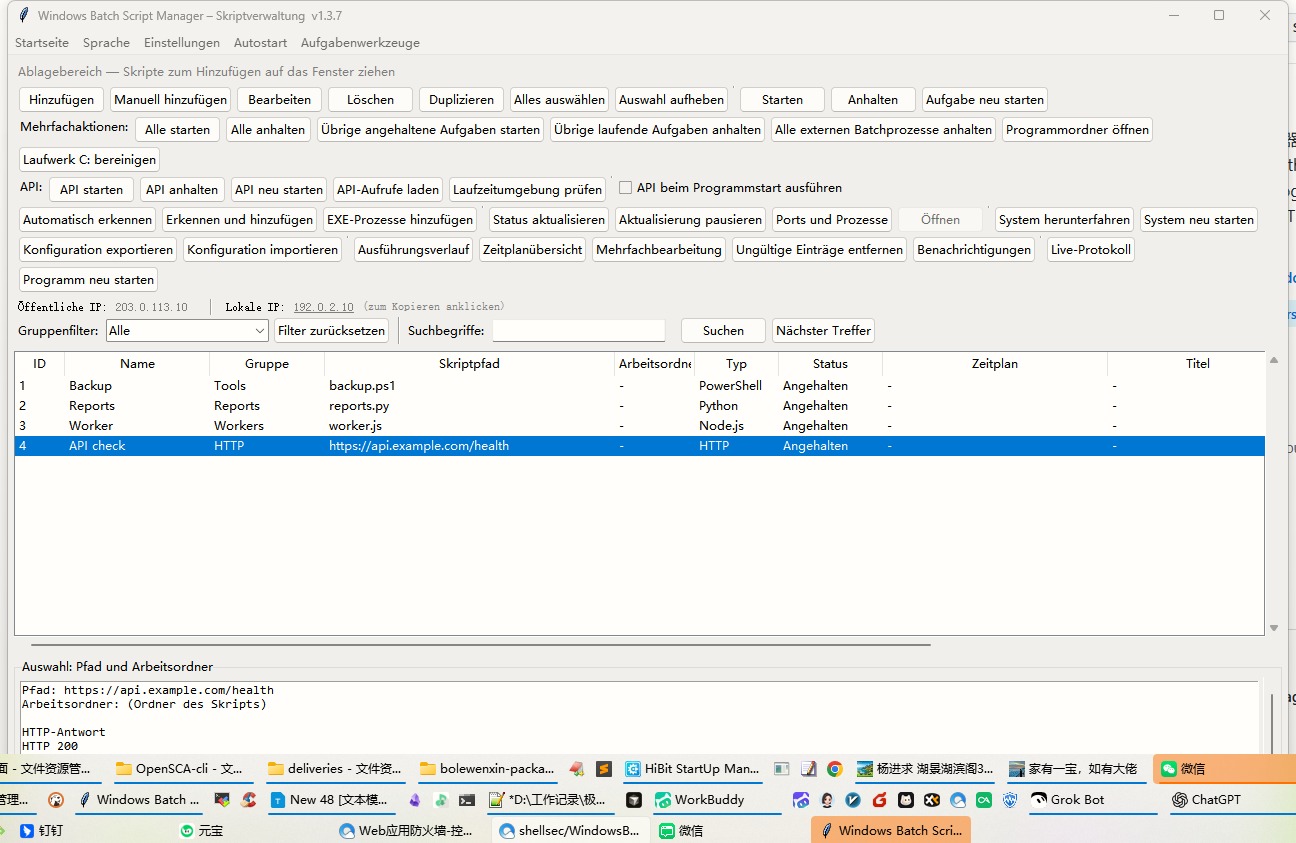 Windows Batch Script Manager – Skriptverwaltung v1.3.7
Startseite Sprache Einstellungen Autostart Aufgabenwerkzeuge
Ablagebereich — Skripte zum Hinzufügen auf das Fenster ziehen
Hinzufügen Manuell hinzufügen Bearbeiten Löschen Duplizieren Alles auswählen Auswahl aufheben Starten Anhalten Aufgabe neu starten
Mehrfachaktionen: Alle starten Alle anhalten Übrige angehaltene Aufgaben starten Übrige laufende Aufgaben anhalten Alle externen Batchprozesse anhalten Programmordner öffnen
Laufwerk C: bereinigen
API: API starten API anhalten API neu starten API-Aufrufe laden Laufzeitumgebung prüfen API beim Programmstart ausführen
Automatisch erkennen Erkennen und hinzufügen EXE-Prozesse hinzufügen Status aktualisieren Aktualisierung pausieren Ports und Prozesse Öffnen System herunterfahren System neu starten
Konfiguration exportieren Konfiguration importieren Ausführungsverlauf Zeitplanübersicht Mehrfachbearbeitung Ungültige Einträge entfernen Benachrichtigungen Live-Protokoll
Programm neu starten
Öffentliche IP: 203.0.113.10 Lokale IP: 192.0.2.10 (zum Kopieren anklicken)
Gruppenfilter: Alle Filter zurücksetzen Suchbegriffe: Suchen Nächster Treffer
ID Name Gruppe Skriptpfad Arbeitsordne Typ Status Zeitplan Titel
1 Backup Tools backup.ps1 - PowerShell Angehalten - -
2 Reports Reports reports.py - Python Angehalten - -
3 Worker Workers worker.js - Node.js Angehalten - -
4 API check HTTP https://api.example.com/health - HTTP Angehalten - -
Auswahl: Pfad und Arbeitsordner
Pfad: https://api.example.com/health
Arbeitsordner: (Ordner des Skripts)
HTTP-Antwort
HTTP 200
面 - 文件资源管... OpenSCA-cli - 文... deliveries - 文件资... bolewenxin-packa... HiBit StartUp Man... 杨进求 湖景湖滨阁3... 家有一宝，如有大佬 微信
管理... Windows Batch ... New 48 [文本模... *D:\工作记录\极... WorkBuddy Grok Bot ChatGPT
钉钉 元宝 Web应用防火墙-控... shellsec/WindowsB... 微信 Windows Batch Scri...